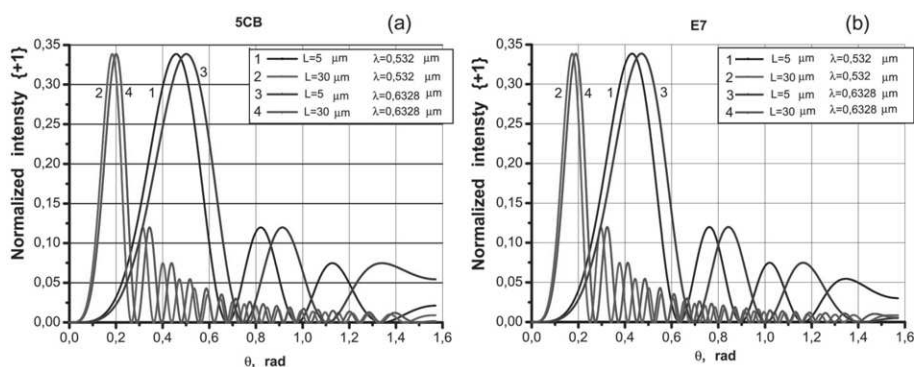 5CB
(a)
Normalized intensty {+1}
0,35
0,30
0,25
0,20
0,15
0,10
0,05
0,00
2 4 1 3
1 L=5 μm λ=0,532 μm
2 L=30 μm λ=0,532 μm
3 L=5 μm λ=0,6328 μm
4 L=30 μm λ=0,6328 μm
0,0 0,2 0,4 0,6 0,8 1,0 1,2 1,4 1,6
θ, rad
E7
(b)
Normalized intensty {+1}
0,35
0,30
0,25
0,20
0,15
0,10
0,05
0,00
2 4 1 3
1 L=5 μm λ=0,532 μm
2 L=30 μm λ=0,532 μm
3 L=5 μm λ=0,6328 μm
4 L=30 μm λ=0,6328 μm
0,0 0,2 0,4 0,6 0,8 1,0 1,2 1,4 1,6
θ, rad